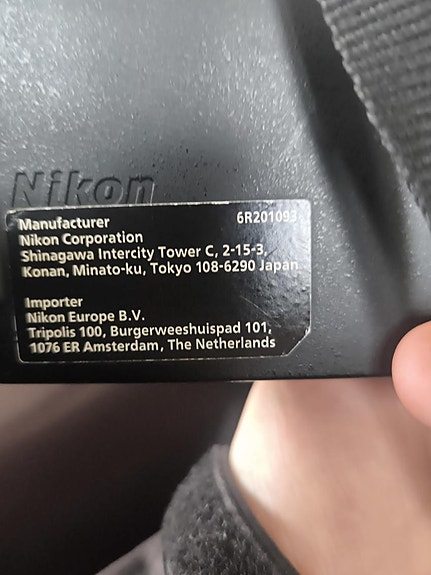 Nikon
Manufacturer 6R201093
Nikon Corporation
Shinagawa Intercity Tower C, 2-15-3,
Konan, Minato-ku, Tokyo 108-6290 Japan
Importer
Nikon Europe B.V.
Tripolis 100, Burgerweeshuispad 101,
1076 ER Amsterdam, The Netherlands